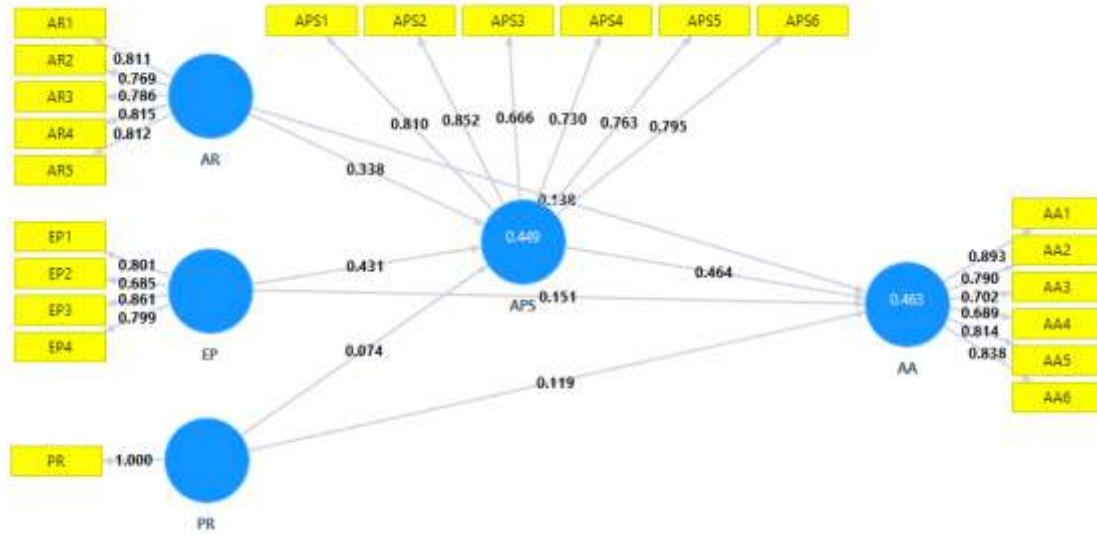 AR1
AR2
AR3
AR4
AR5
0.811
0.769
0.786
0.815
0.812
AR
APS1
APS2
APS3
APS4
APS5
APS6
0.810
0.852
0.666
0.730
0.763
0.795
0.338
0.138
EP1
EP2
EP3
EP4
0.801
0.685
0.861
0.799
EP
0.431
0.449
APS
0.464
0.151
0.074
0.119
PR
1.000
PR
0.463
AA
0.893
0.790
0.702
0.689
0.814
0.838
AA1
AA2
AA3
AA4
AA5
AA6